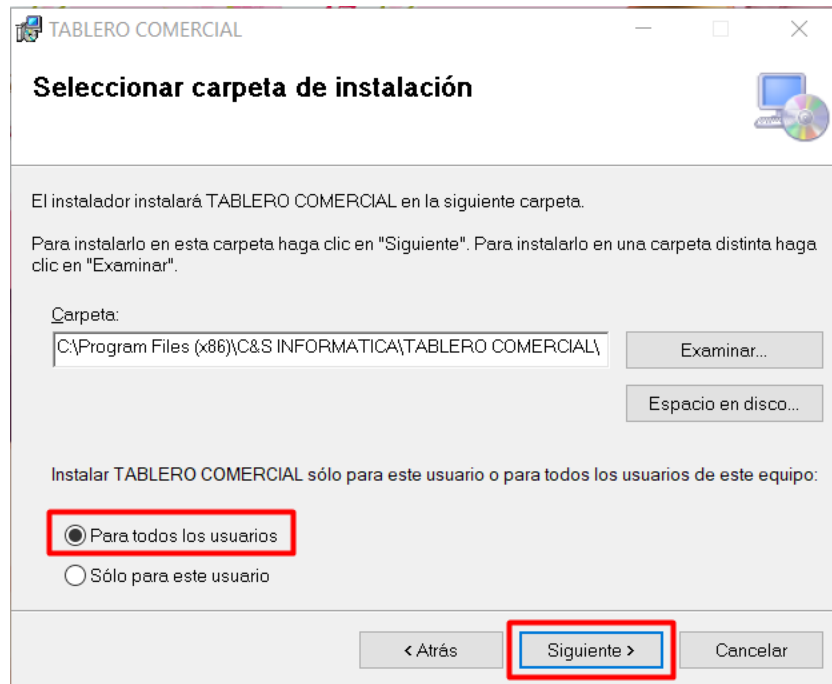 TABLERO COMERCIAL
Seleccionar carpeta de instalación
El instalador instalará TABLERO COMERCIAL en la siguiente carpeta.
Para instalarlo en esta carpeta haga clic en "Siguiente". Para instalarlo en una carpeta distinta haga
clic en "Examinar".
Carpeta:
C:\Program Files (x86)\C&S INFORMATICA\TABLERO COMERCIAL\
Examinar...
Espacio en disco...
Instalar TABLERO COMERCIAL sólo para este usuario o para todos los usuarios de este equipo:
Para todos los usuarios
Sólo para este usuario
< Atrás
Siguiente >
Cancelar